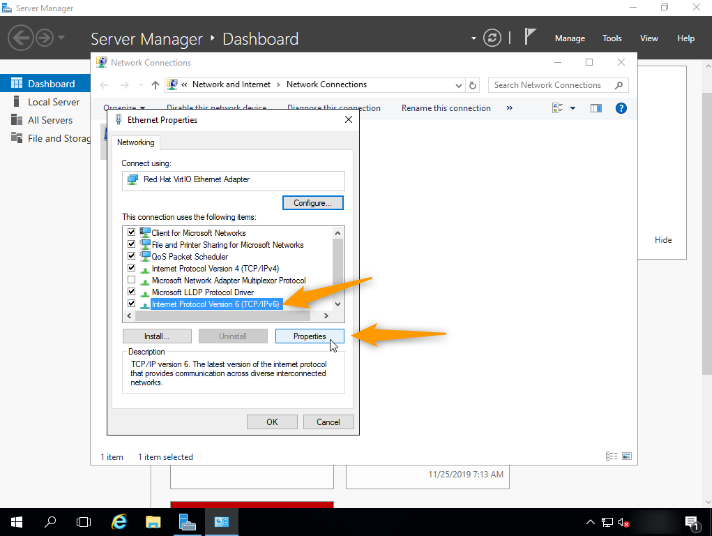 Server Manager
Server Manager • Dashboard
Manage Tools View Help
Dashboard
Local Server
All Servers
File and Storag
Network Connections
« Network and Internet › Network Connections
Search Network Connections
Organize Disable this network device Diagnose this connection Rename this connection »
Ethernet Properties
Networking
Connect using:
Red Hat VirtIO Ethernet Adapter
Configure...
This connection uses the following items:
Client for Microsoft Networks
File and Printer Sharing for Microsoft Networks
QoS Packet Scheduler
Internet Protocol Version 4 (TCP/IPv4)
Microsoft Network Adapter Multiplexor Protocol
Microsoft LLDP Protocol Driver
Internet Protocol Version 6 (TCP/IPv6)
Install... Uninstall Properties
Description
TCP/IP version 6. The latest version of the internet protocol
that provides communication across diverse interconnected
networks.
OK Cancel
Hide
1 item 1 item selected
11/25/2019 7:13 AM
1